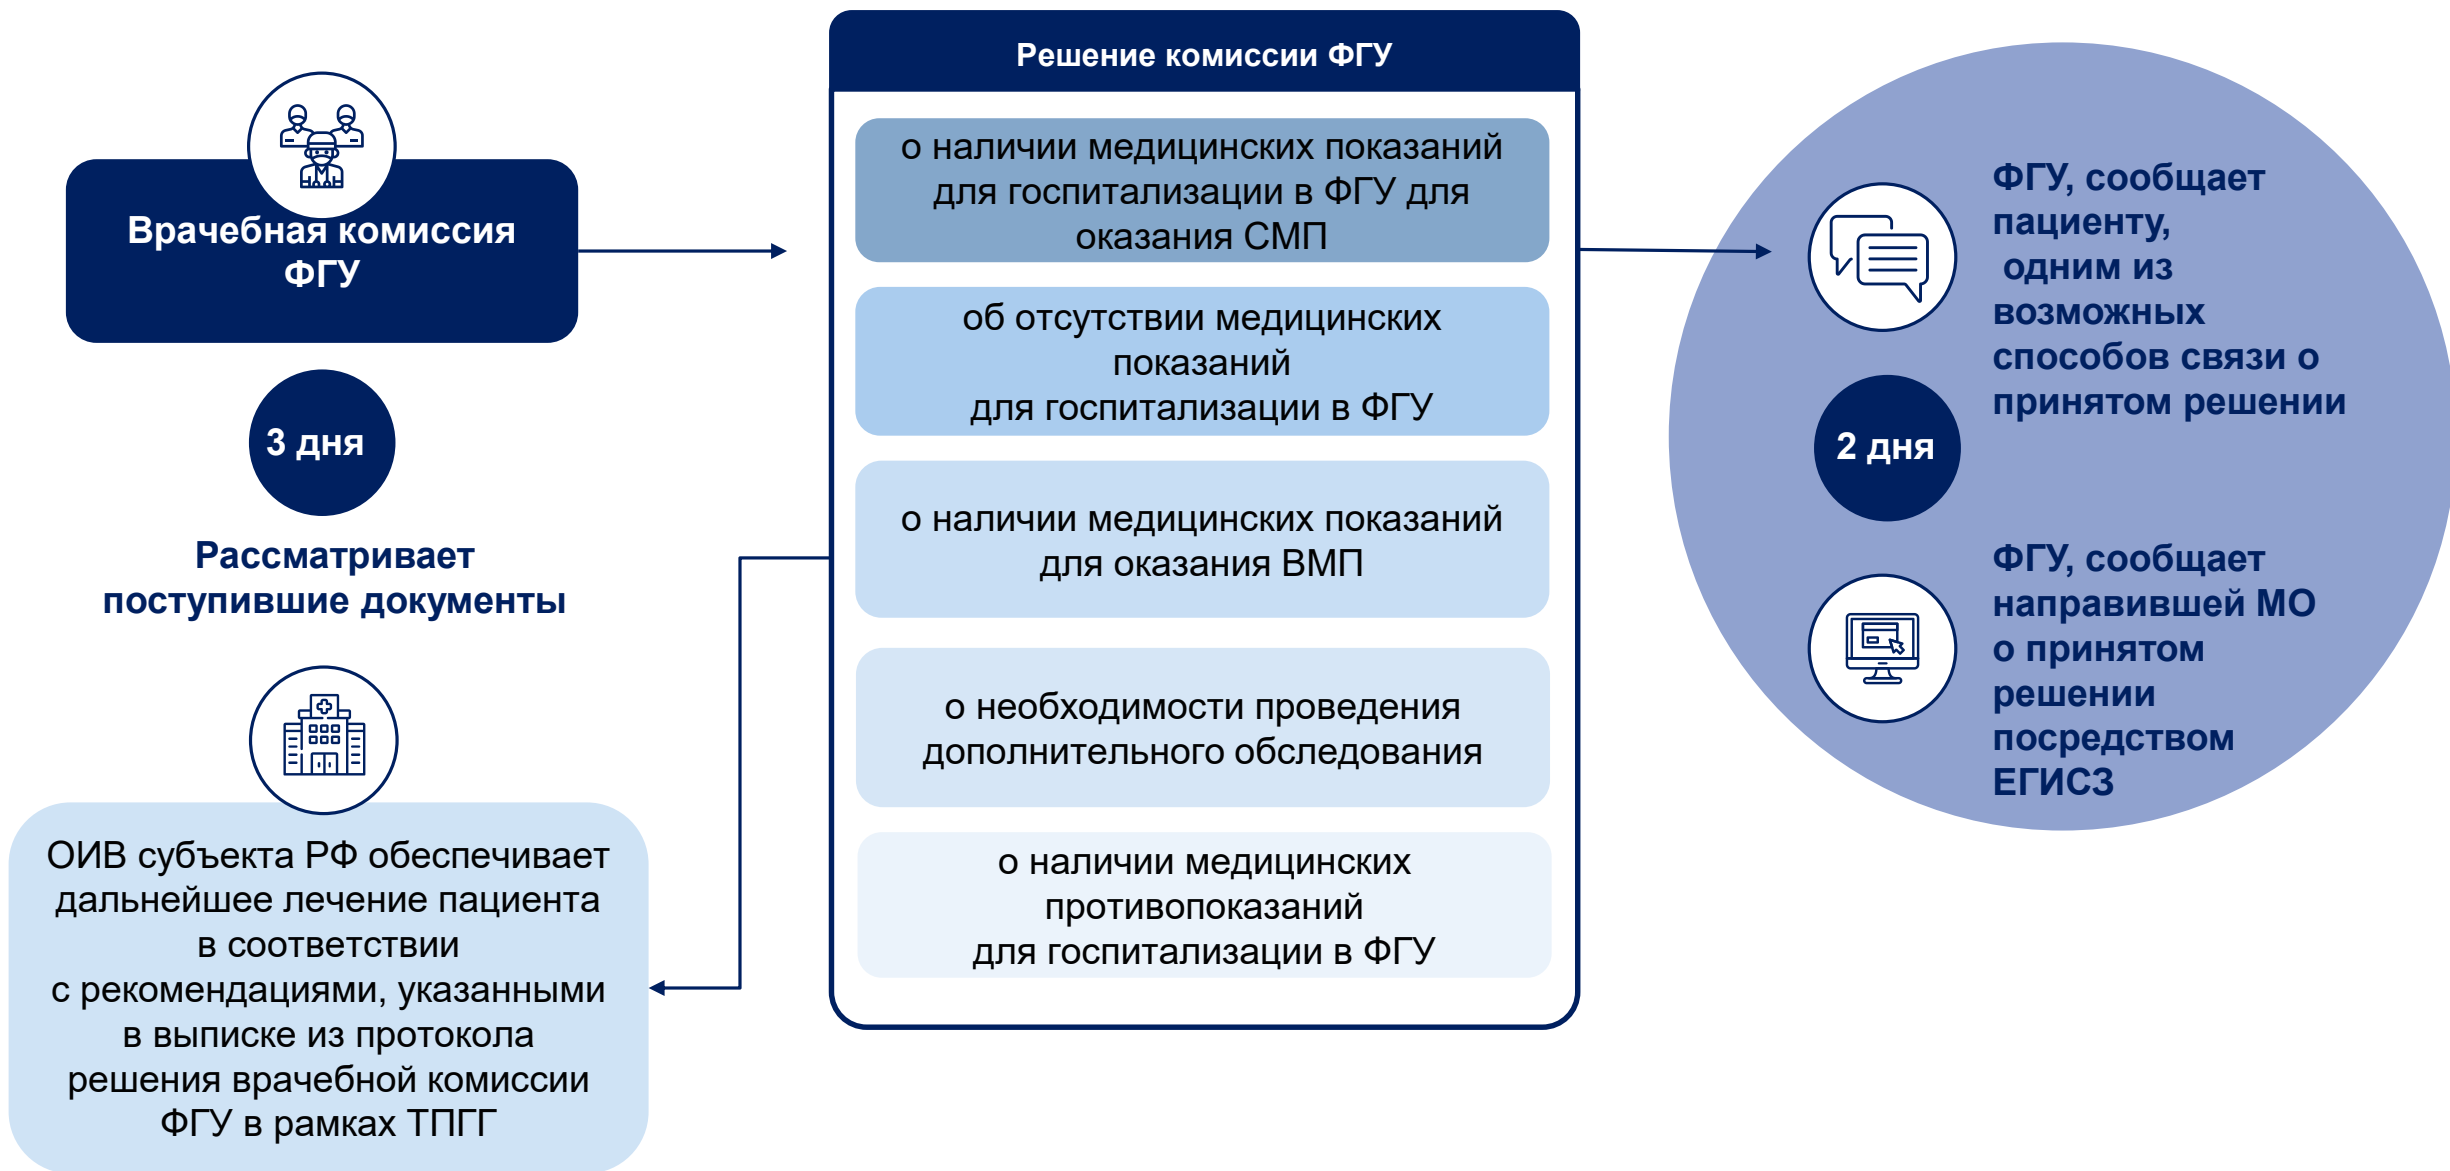 Врачебная комиссия
ФГУ
3 дня
Рассматривает
поступившие документы
ОИВ субъекта РФ обеспечивает
дальнейшее лечение пациента
в соответствии
с рекомендациями, указанными
в выписке из протокола
решения врачебной комиссии
ФГУ в рамках ТПГГ
Решение комиссии ФГУ
о наличии медицинских показаний
для госпитализации в ФГУ для
оказания СМП
об отсутствии медицинских
показаний
для госпитализации в ФГУ
о наличии медицинских показаний
для оказания ВМП
о необходимости проведения
дополнительного обследования
о наличии медицинских
противопоказаний
для госпитализации в ФГУ
ФГУ, сообщает
пациенту,
одним из
возможных
способов связи о
принятом решении
2 дня
ФГУ, сообщает
направившей МО
о принятом
решении
посредством
ЕГИСЗ